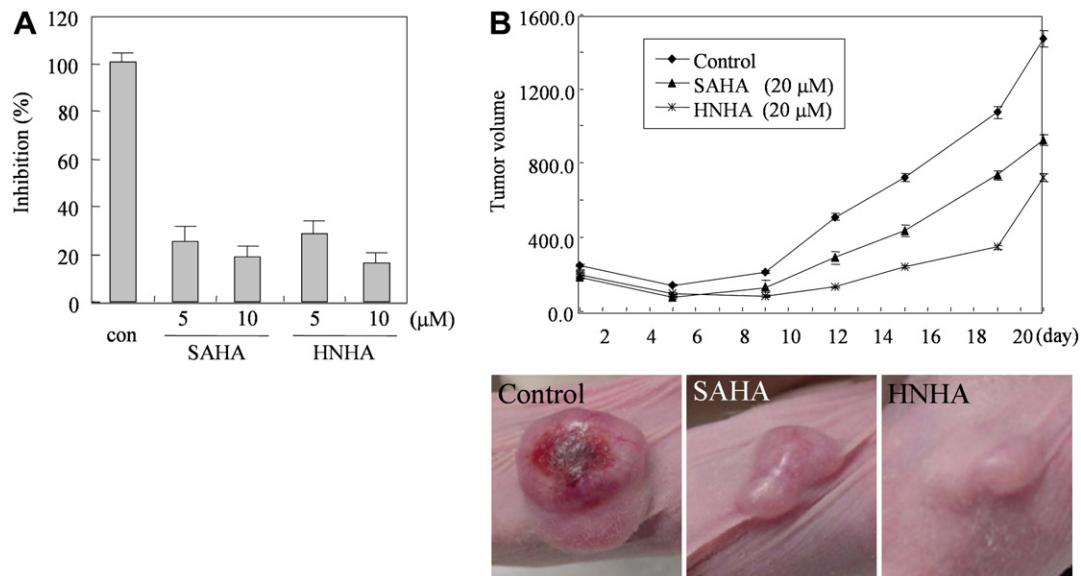 A
Inhibition (%)
120
100
80
60
40
20
0
con
5 10 5 10 (μM)
SAHA HNHA
B
Tumor volume
1600.0
1200.0
800.0
400.0
0.0
Control
SAHA (20 μM)
HNHA (20 μM)
2 4 6 8 10 12 14 16 18 20 (day)
Control
SAHA
HNHA